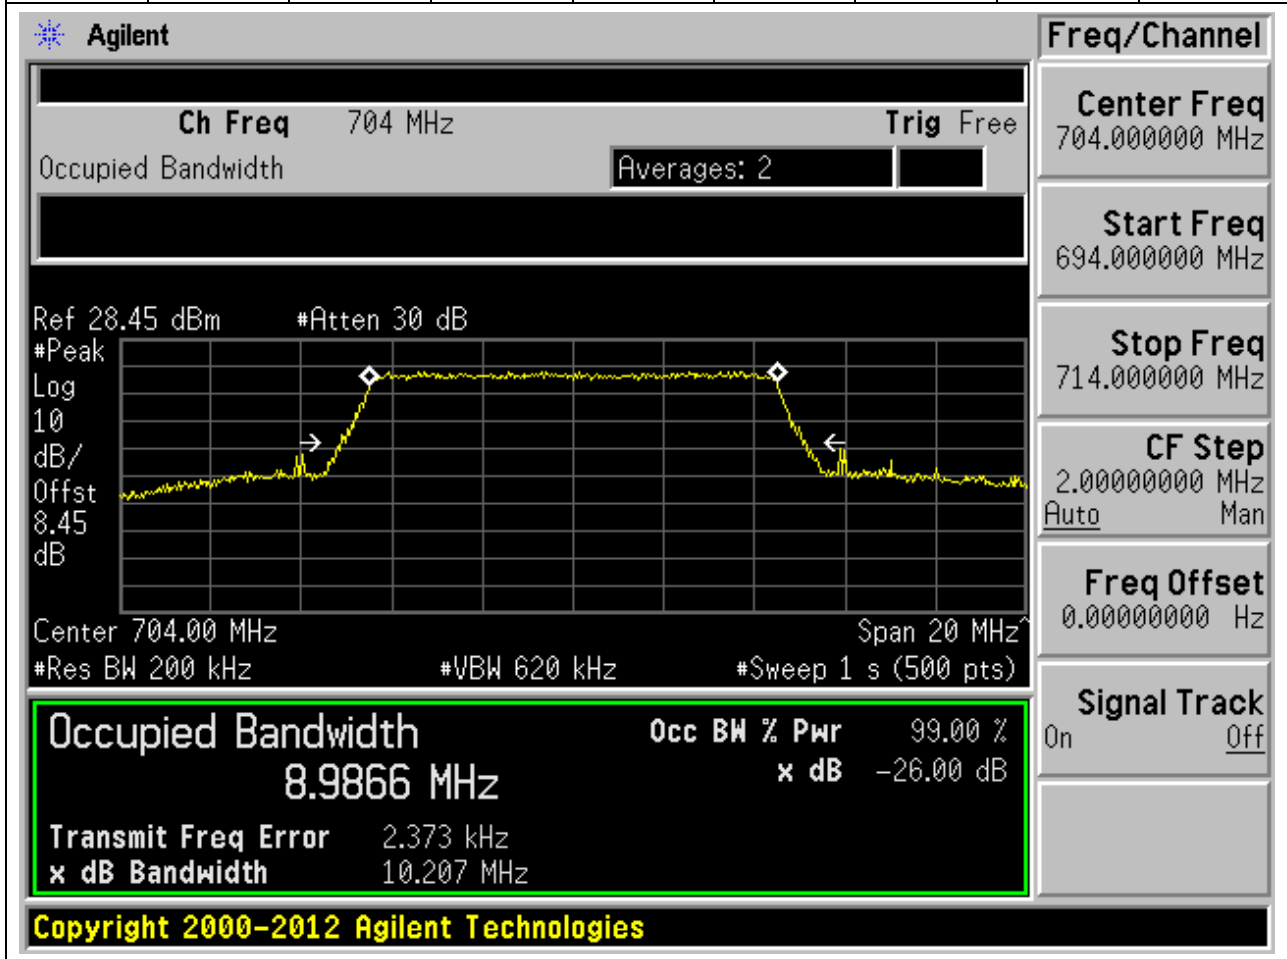 Agilent
Freq/Channel
Ch Freq 704 MHz Trig Free
Occupied Bandwidth Averages: 2
Center Freq
704.000000 MHz
Start Freq
694.000000 MHz
Stop Freq
714.000000 MHz
CF Step
2.00000000 MHz
Auto Man
Freq Offset
0.00000000 Hz
Signal Track
On Off
Ref 28.45 dBm #Atten 30 dB
#Peak
Log
10
dB/
Offst
8.45
dB
Center 704.00 MHz Span 20 MHz^
#Res BW 200 kHz #VBW 620 kHz #Sweep 1 s (500 pts)
Occupied Bandwidth Occ BW % Pwr 99.00 %
8.9866 MHz x dB -26.00 dB
Transmit Freq Error 2.373 kHz
x dB Bandwidth 10.207 MHz
Copyright 2000-2012 Agilent Technologies